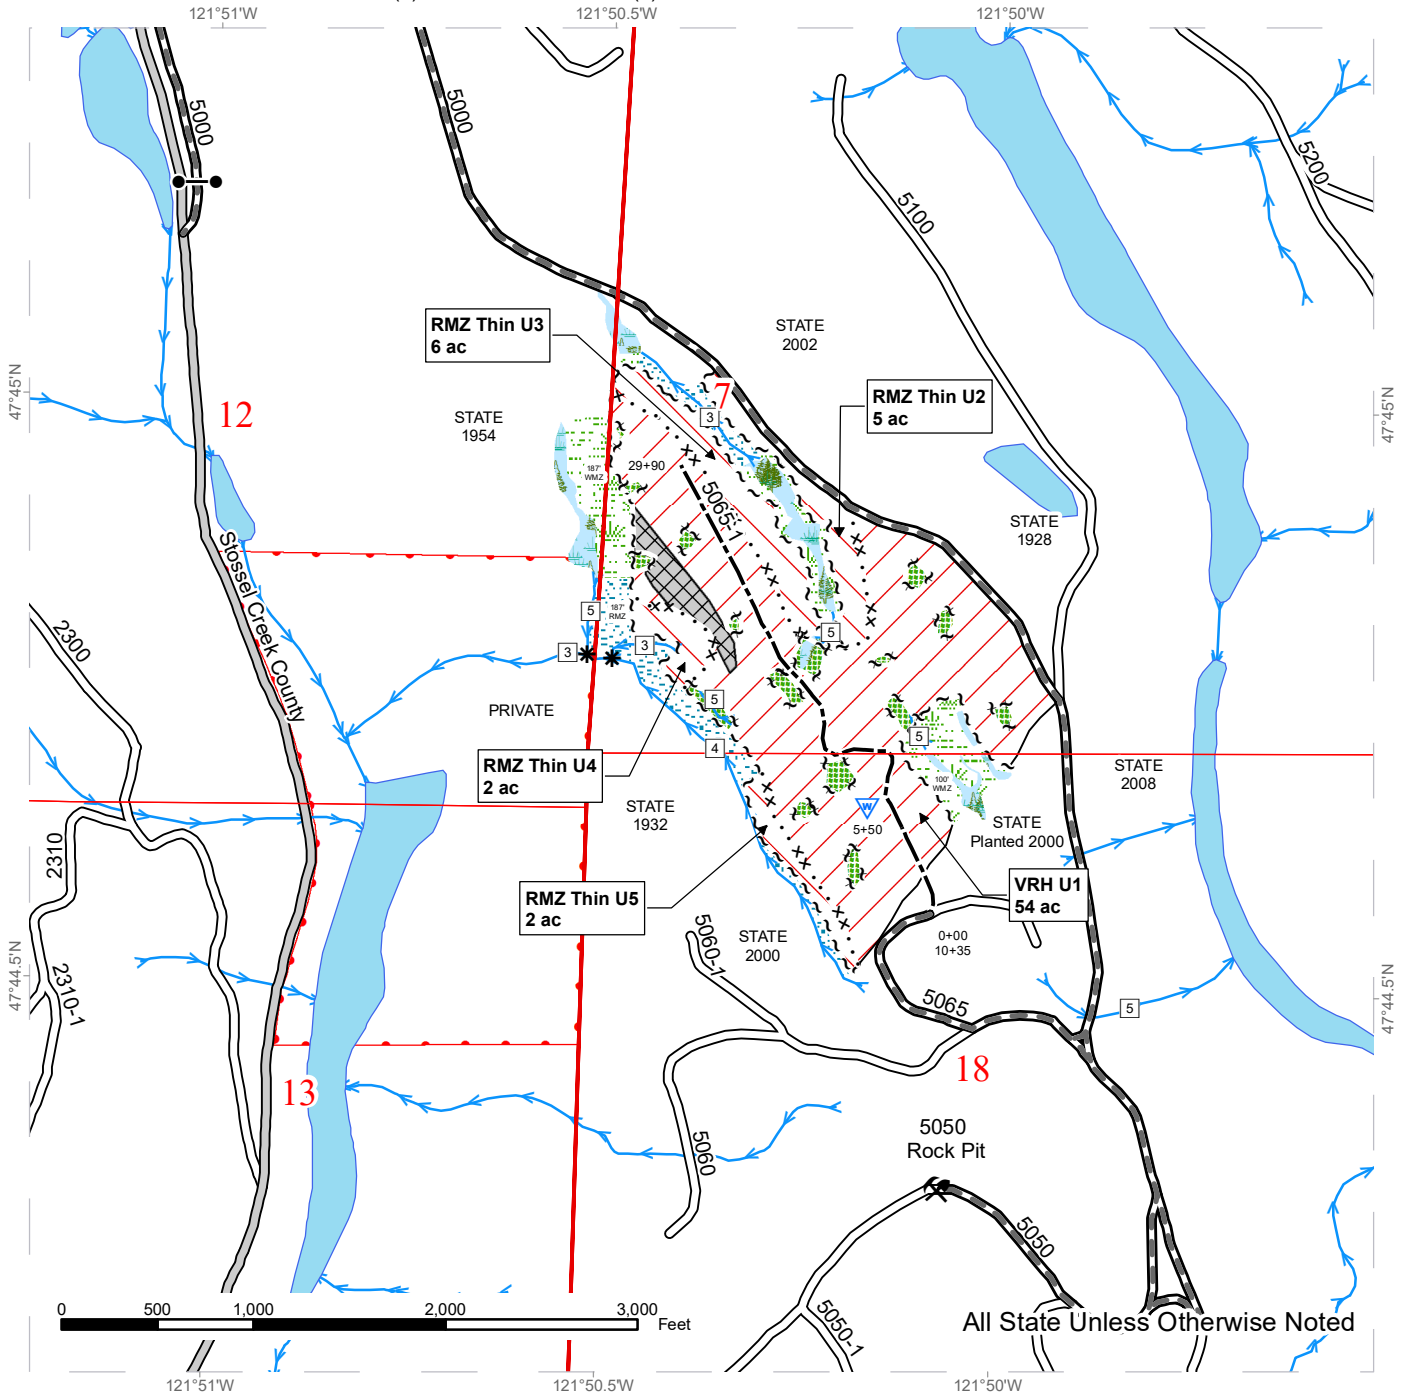 121°51'W
121°50.5'W
121°50'W
5000
5000
5100
5200
RMZ Thin U3
6 ac
STATE
2002
47°45'N
47°45'N
12
7
RMZ Thin U2
5 ac
STATE
1954
3
187'
WMZ
29+90
5065-1
STATE
1928
Stossel Creek County
5
187'
RMZ
2300
3
3
5
5
PRIVATE
5
4
RMZ Thin U4
2 ac
100'
WMZ
STATE
2008
STATE
1932
W
5+50
STATE
Planted 2000
2310
VRH U1
54 ac
RMZ Thin U5
2 ac
5060-1
STATE
2000
0+00
10+35
47°44.5'N
47°44.5'N
2310-1
5065
5
13
18
5060
5050
Rock Pit
5050
5050-1
0 500 1,000 2,000 3,000
Feet
All State Unless Otherwise Noted
121°51'W
121°50.5'W
121°50'W